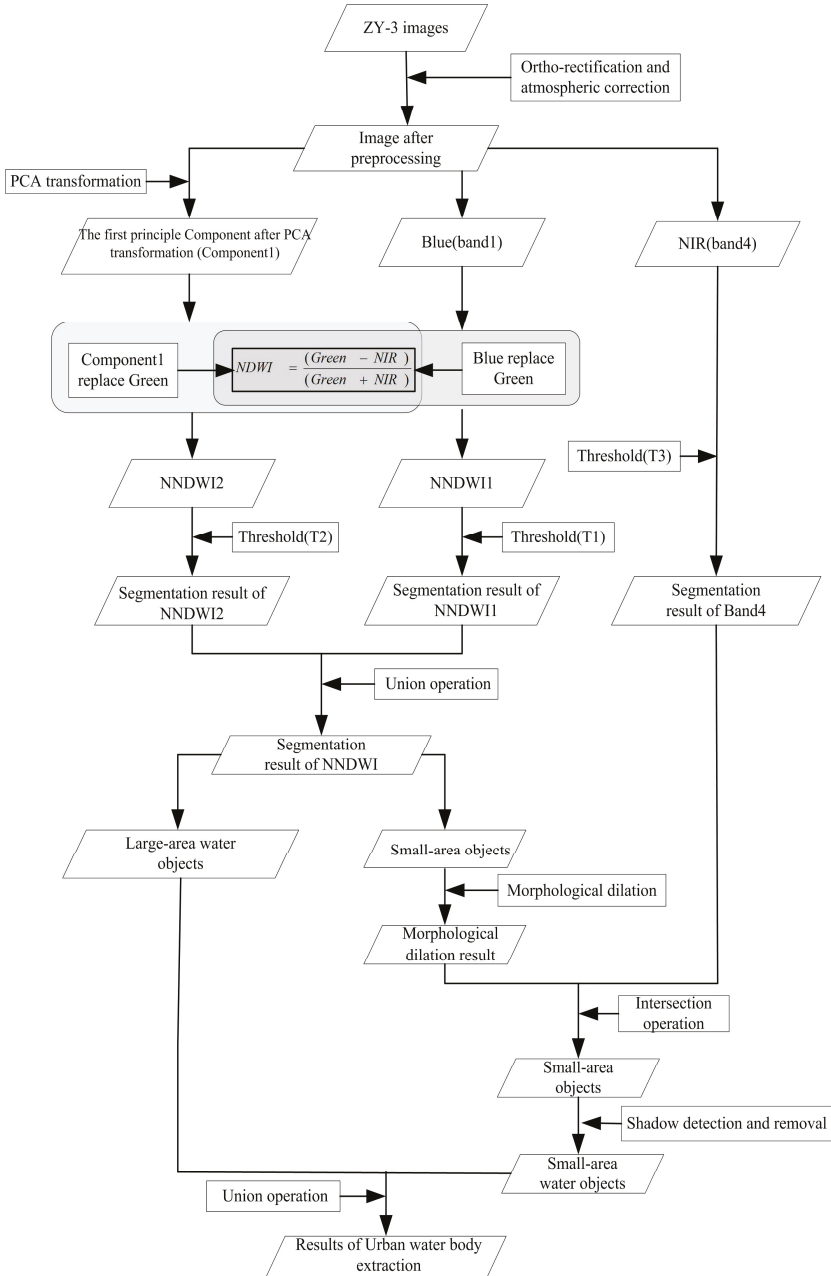 ZY-3 images
Ortho-rectification and
atmospheric correction
Image after
preprocessing
PCA transformation
The first principle Component after PCA
transformation (Component1)
Blue(band1)
NIR(band4)
Component1
replace Green
NDWI = (Green - NIR) / (Green + NIR)
Blue replace
Green
Threshold(T3)
NNDWI2
NNDWI1
Threshold(T2)
Threshold(T1)
Segmentation result of
NNDWI2
Segmentation result of
NNDWI1
Segmentation
result of Band4
Union operation
Segmentation
result of NNDWI
Large-area water
objects
Small-area objects
Morphological dilation
Morphological
dilation result
Intersection
operation
Small-area
objects
Shadow detection and removal
Small-area
water objects
Union operation
Results of Urban water body
extraction